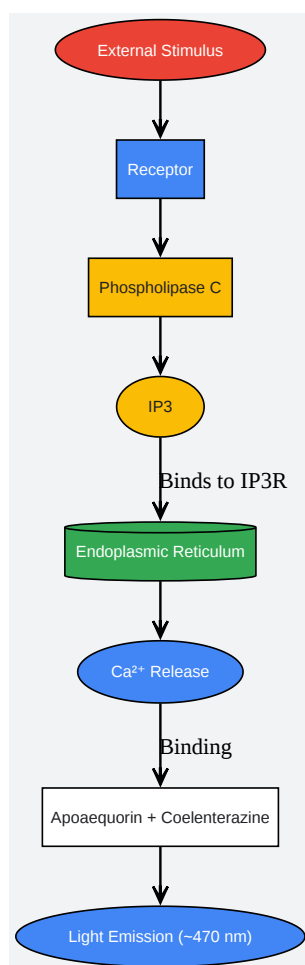 External Stimulus
Receptor
Phospholipase C
IP3
Binds to IP3R
Endoplasmic Reticulum
Ca²⁺ Release
Binding
Apoaequorin + Coelenterazine
Light Emission (~470 nm)